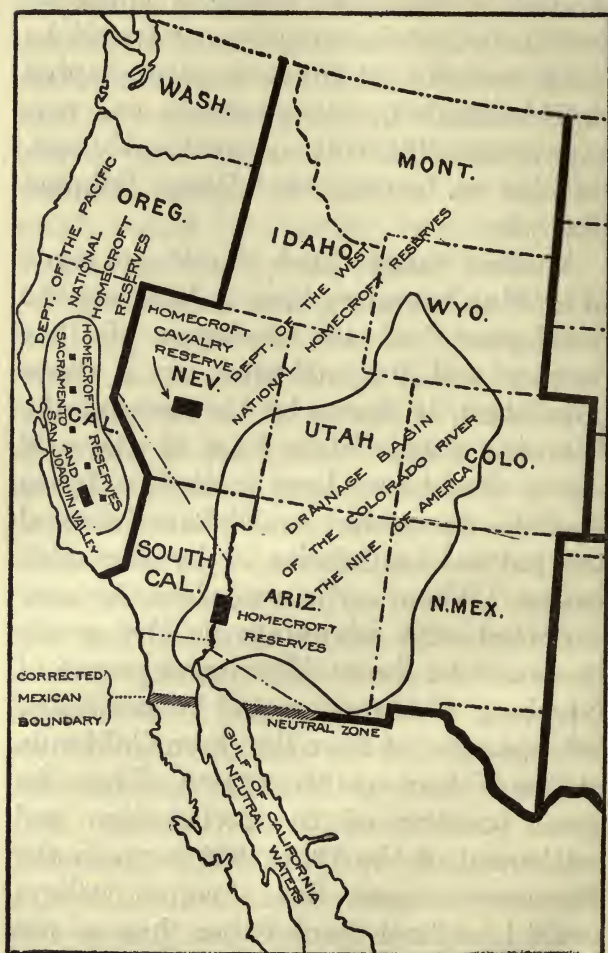 WASH.
MONT.
OREG.
IDAHO
DEPT. OF THE PACIFIC
NATIONAL
HOMECROFT
RESERVES
DEPT. OF THE WEST
NATIONAL HOMECROFT RESERVES
WYO.
HOMECROFT
CAVALRY
RESERVE
NEV.
HOMECROFT RESERVES
CAL.
SACRAMENTO AND
SAN JOAQUIN VALLEY
UTAH
COLO.
DRAINAGE BASIN
OF THE COLORADO RIVER
THE NILE OF AMERICA
SOUTH
CAL.
ARIZ.
N.MEX.
HOMECROFT
RESERVES
CORRECTED
MEXICAN
BOUNDARY
NEUTRAL ZONE
GULF OF CALIFORNIA
NEUTRAL WATERS